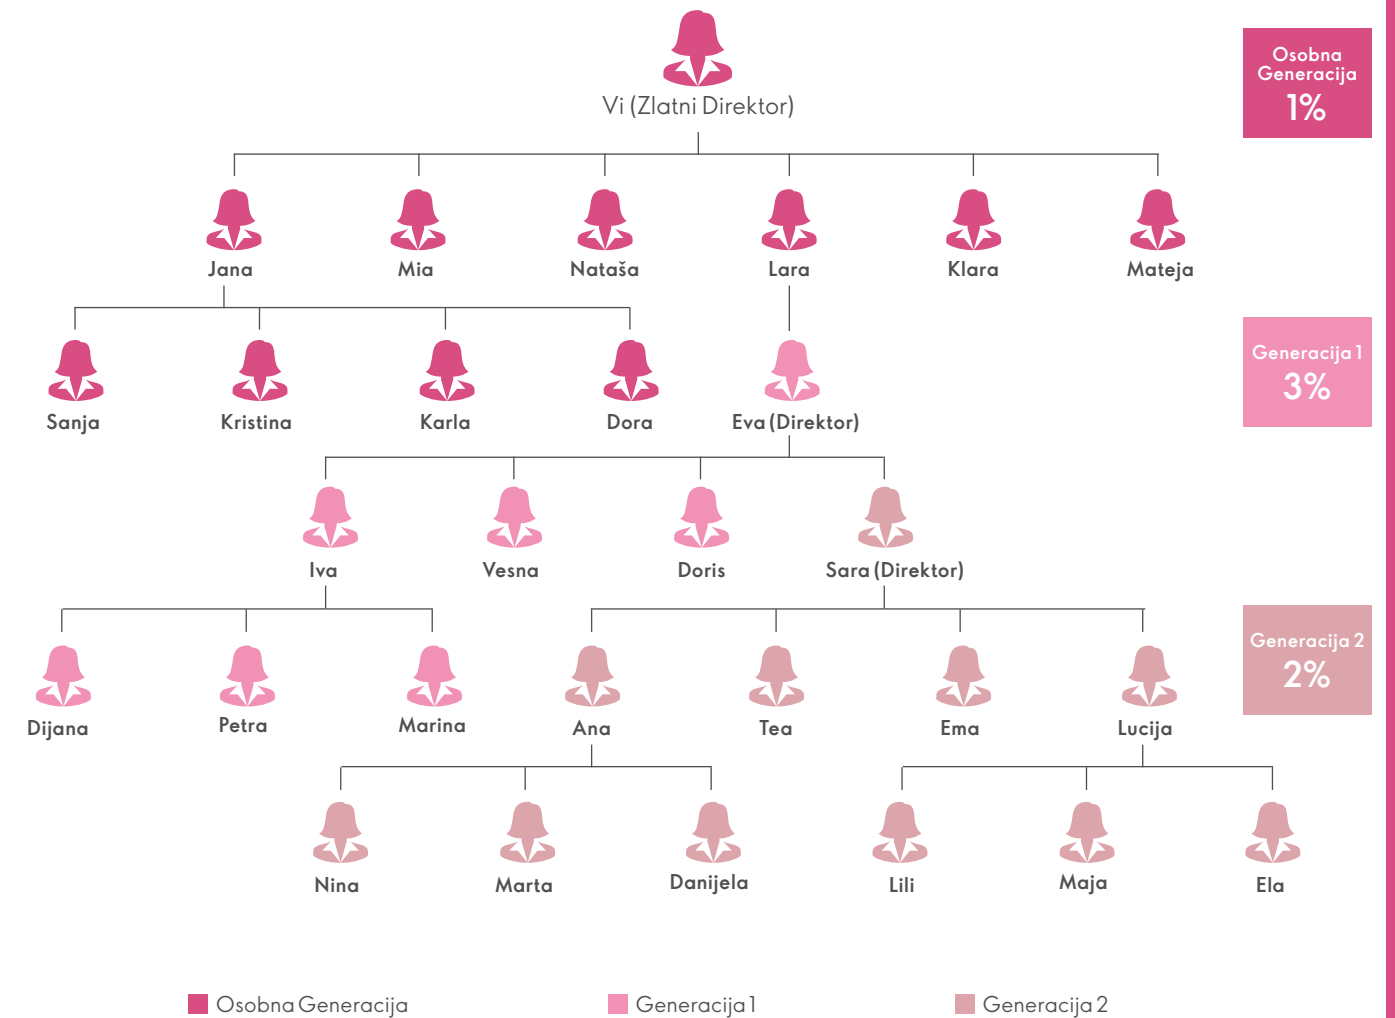 Vi (Zlatni Direktor)
Osobna
Generacija
1%
Jana
Mia
Nataša
Lara
Klara
Mateja
Generacija 1
3%
Sanja
Kristina
Karla
Dora
Eva (Direktor)
Iva
Vesna
Doris
Sara (Direktor)
Generacija 2
2%
Dijana
Petra
Marina
Ana
Tea
Ema
Lucija
Nina
Marta
Danijela
Lili
Maja
Ela
Osobna Generacija
Generacija 1
Generacija 2